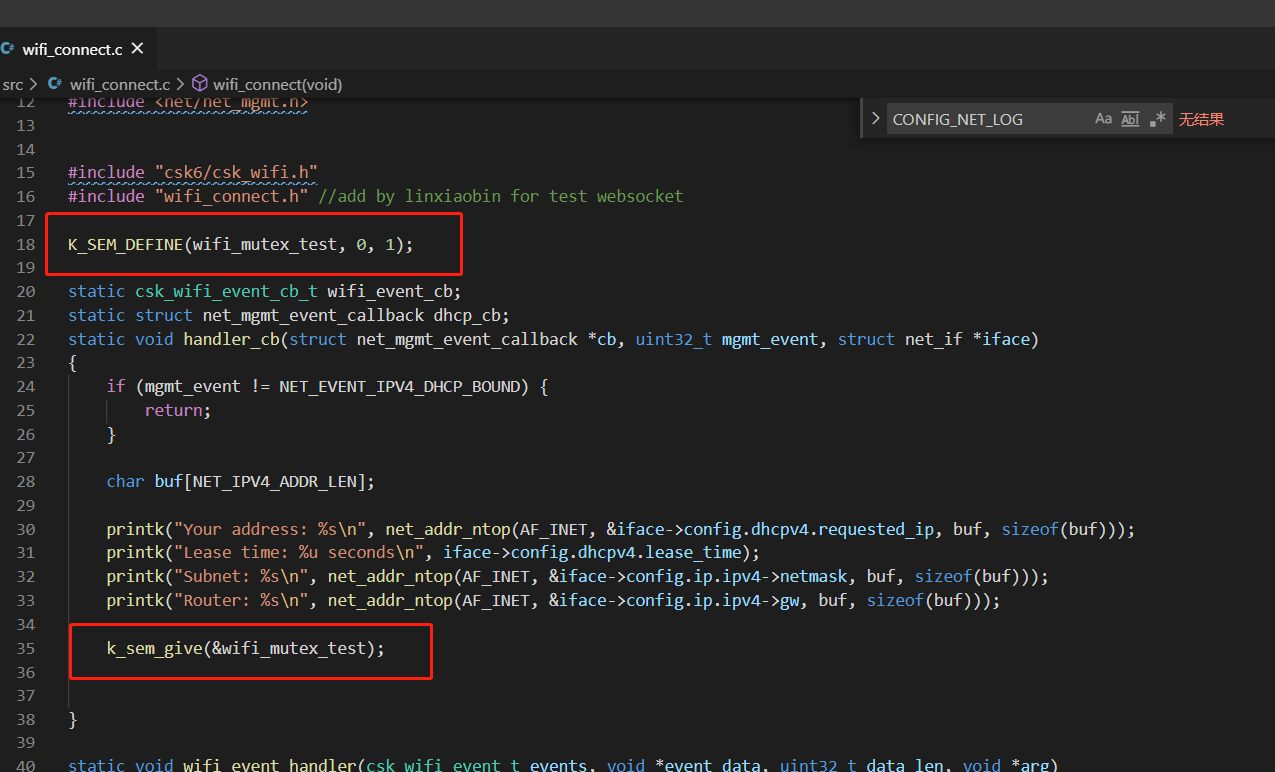 wifi_connect.c
src > wifi_connect.c > wifi_connect(void)
CONFIG_NET_LOG Aa Abl .* 无结果
12 #include <net/net_mgmt.h>
13
14
15 #include "csk6/csk_wifi.h"
16 #include "wifi_connect.h" //add by linxiaobin for test websocket
17
18 K_SEM_DEFINE(wifi_mutex_test, 0, 1);
19
20 static csk_wifi_event_cb_t wifi_event_cb;
21 static struct net_mgmt_event_callback dhcp_cb;
22 static void handler_cb(struct net_mgmt_event_callback *cb, uint32_t mgmt_event, struct net_if *iface)
23 {
24 if (mgmt_event != NET_EVENT_IPV4_DHCP_BOUND) {
25 return;
26 }
27
28 char buf[NET_IPV4_ADDR_LEN];
29
30 printk("Your address: %s\n", net_addr_ntop(AF_INET, &iface->config.dhcpv4.requested_ip, buf, sizeof(buf)));
31 printk("Lease time: %u seconds\n", iface->config.dhcpv4.lease_time);
32 printk("Subnet: %s\n", net_addr_ntop(AF_INET, &iface->config.ip.ipv4->netmask, buf, sizeof(buf)));
33 printk("Router: %s\n", net_addr_ntop(AF_INET, &iface->config.ip.ipv4->gw, buf, sizeof(buf)));
34
35 k_sem_give(&wifi_mutex_test);
36
37
38 }
39
40 static void wifi_event_handler(csk_wifi_event_t events, void *event_data, uint32_t data_len, void *arg)